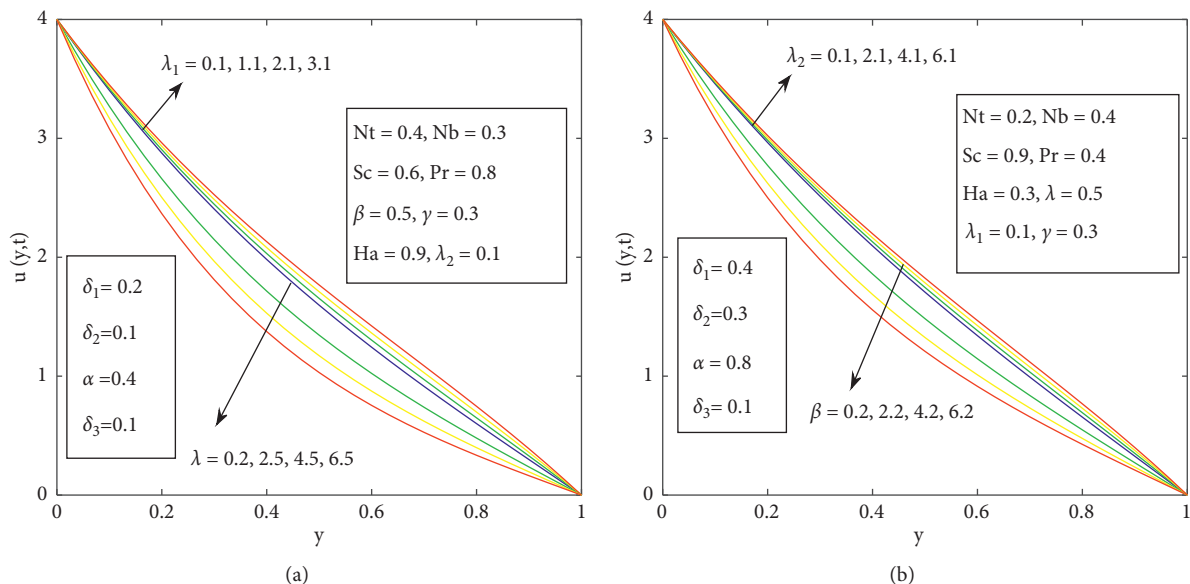 4
3
2
1
0
u (y,t)
λ₁ = 0.1, 1.1, 2.1, 3.1
Nt = 0.4, Nb = 0.3
Sc = 0.6, Pr = 0.8
β = 0.5, γ = 0.3
Ha = 0.9, λ₂ = 0.1
δ₁= 0.2
δ₂=0.1
α =0.4
δ₃=0.1
λ = 0.2, 2.5, 4.5, 6.5
0 0.2 0.4 0.6 0.8 1
y
(a)
4
3
2
1
0
u (y,t)
λ₂ = 0.1, 2.1, 4.1, 6.1
Nt = 0.2, Nb = 0.4
Sc = 0.9, Pr = 0.4
Ha = 0.3, λ = 0.5
λ₁ = 0.1, γ = 0.3
δ₁= 0.4
δ₂=0.3
α = 0.8
δ₃=0.1
β = 0.2, 2.2, 4.2, 6.2
0 0.2 0.4 0.6 0.8 1
y
(b)